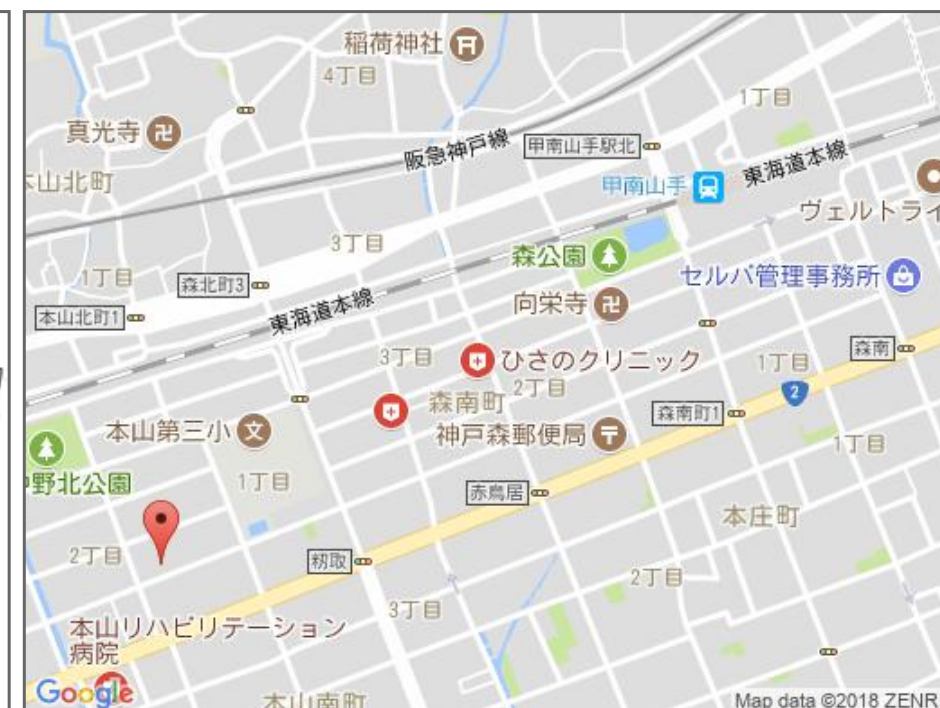 稲荷神社
4丁目
1丁目
真光寺
阪急神戸線
甲南山手駅北
東海道本線
本山北町
甲南山手
ヴェルトライ
3丁目
森公園
1丁目
森北町3
セルバ管理事務所
向栄寺
本山北町1
東海道本線
3丁目
ひさのクリニック
1丁目
森南
2丁目
2
森南町
森南町1
本山第三小
神戸森郵便局
1丁目
野北公園
1丁目
赤鳥居
本庄町
2丁目
籾取
2丁目
3丁目
本山リハビリテーション
病院
Google
本山南町
Map data ©2018 ZENR